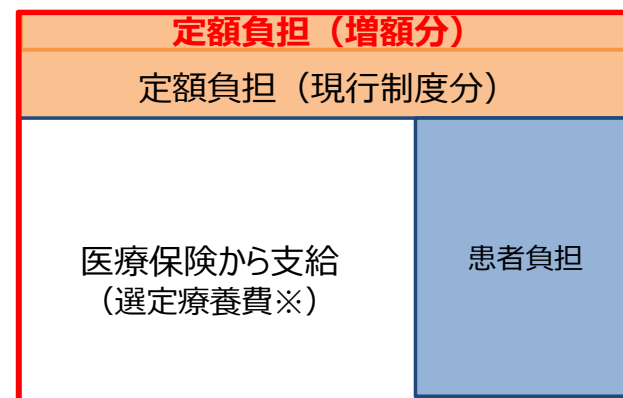 定額負担（増額分）
定額負担（現行制度分）
医療保険から支給
（選定療養費※）
患者負担